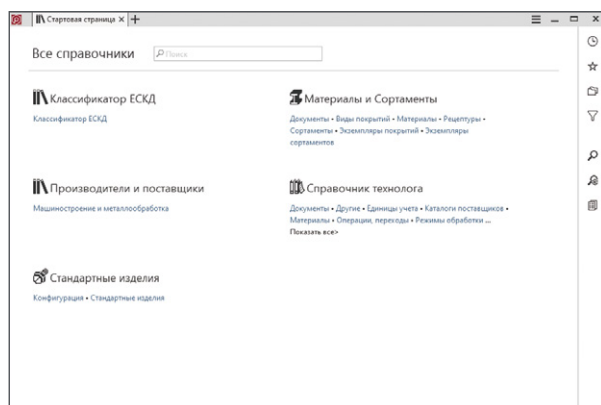 Стартовая страница
Все справочники
Поиск
Классификатор ЕСКД
Классификатор ЕСКД
Материалы и Сортаменты
Документы • Виды покрытий • Материалы • Рецептуры •
Сортаменты • Экземпляры покрытий • Экземпляры
сортаментов
Производители и поставщики
Машиностроение и металлообработка
Справочник технолога
Документы • Другие • Единицы учета • Каталоги поставщиков •
Материалы • Операции, переходы • Режимы обработки ...
Показать все>
Стандартные изделия
Конфигурация • Стандартные изделия